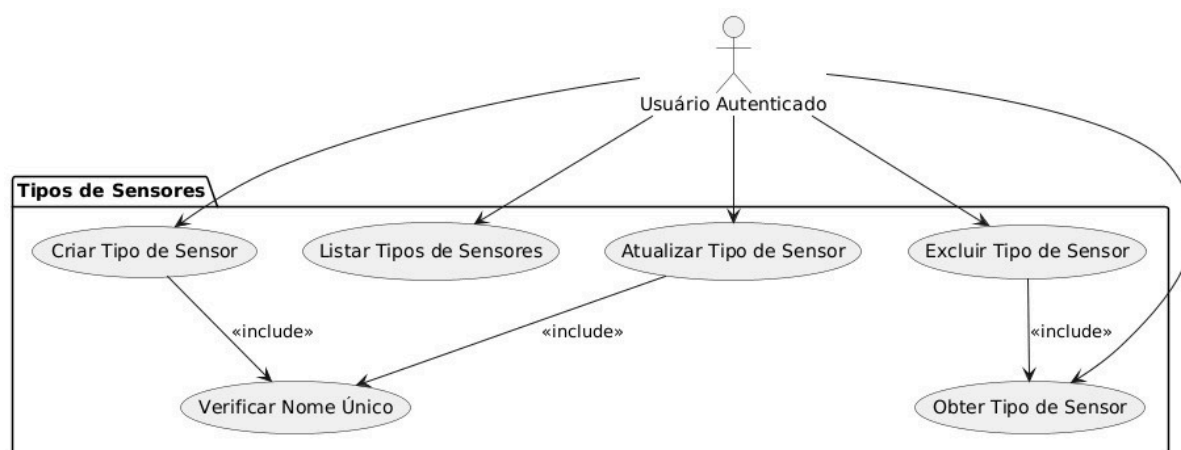 Usuário Autenticado
Tipos de Sensores
Criar Tipo de Sensor
Listar Tipos de Sensores
Atualizar Tipo de Sensor
Excluir Tipo de Sensor
«include»
«include»
«include»
Verificar Nome Único
Obter Tipo de Sensor